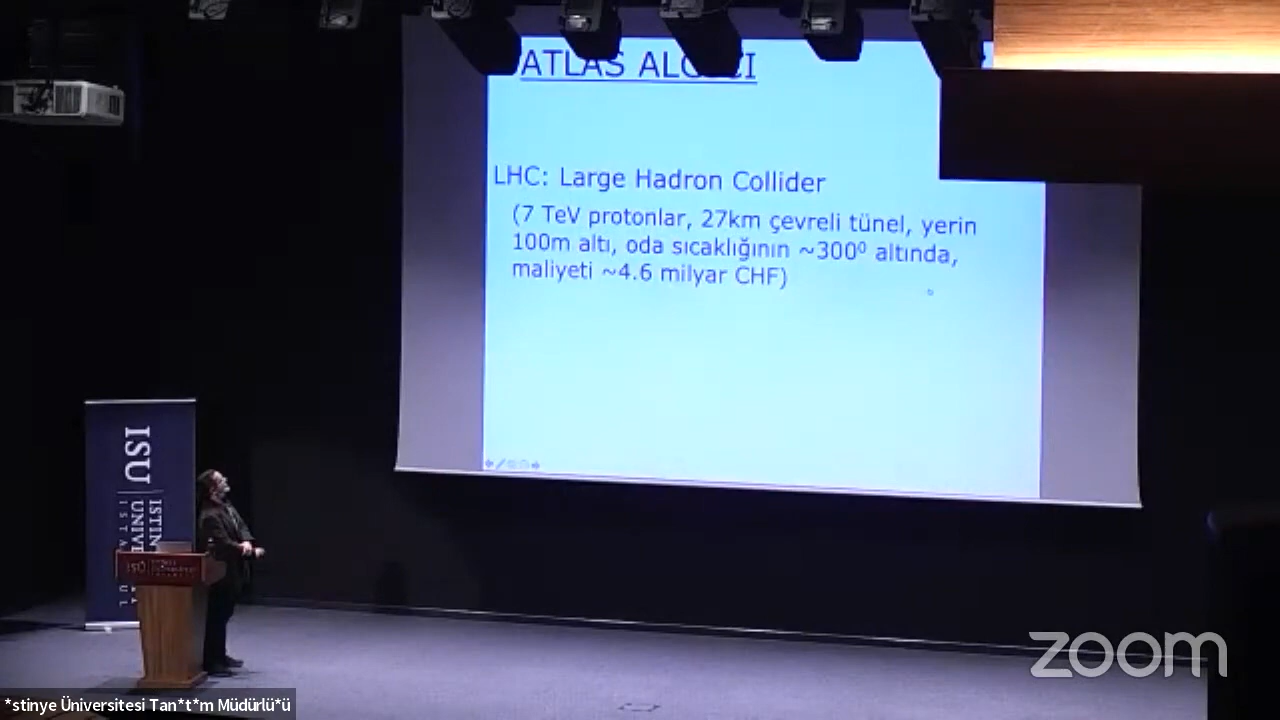 ATLAS
LHC: Large Hadron Collider
(7 TeV protonlar, 27km çevreli tünel, yerin
100m altı, oda sıcaklığının ~300⁰ altında,
maliyeti ~4.6 milyar CHF)
ISU
ISU
zoom
*stinye Üniversitesi Tan*t*m Müdürlü*ü